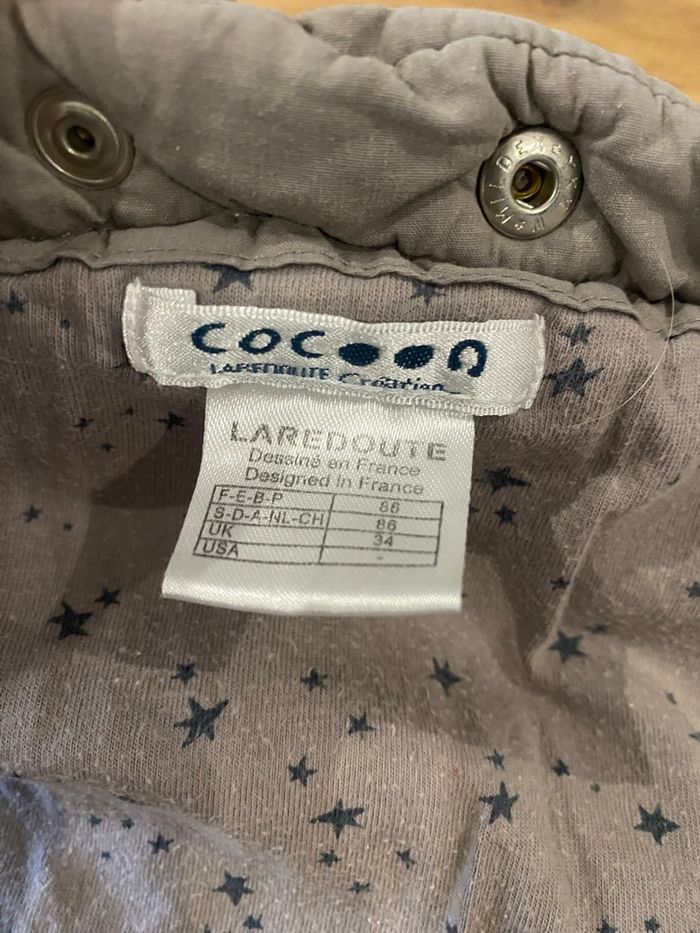 COCOON
LAREDOUTE Création
LAREDOUTE
Dessiné en France
Designed in France
F-E-B-P 86
S-D-A-NL-CH 86
UK 34
USA -